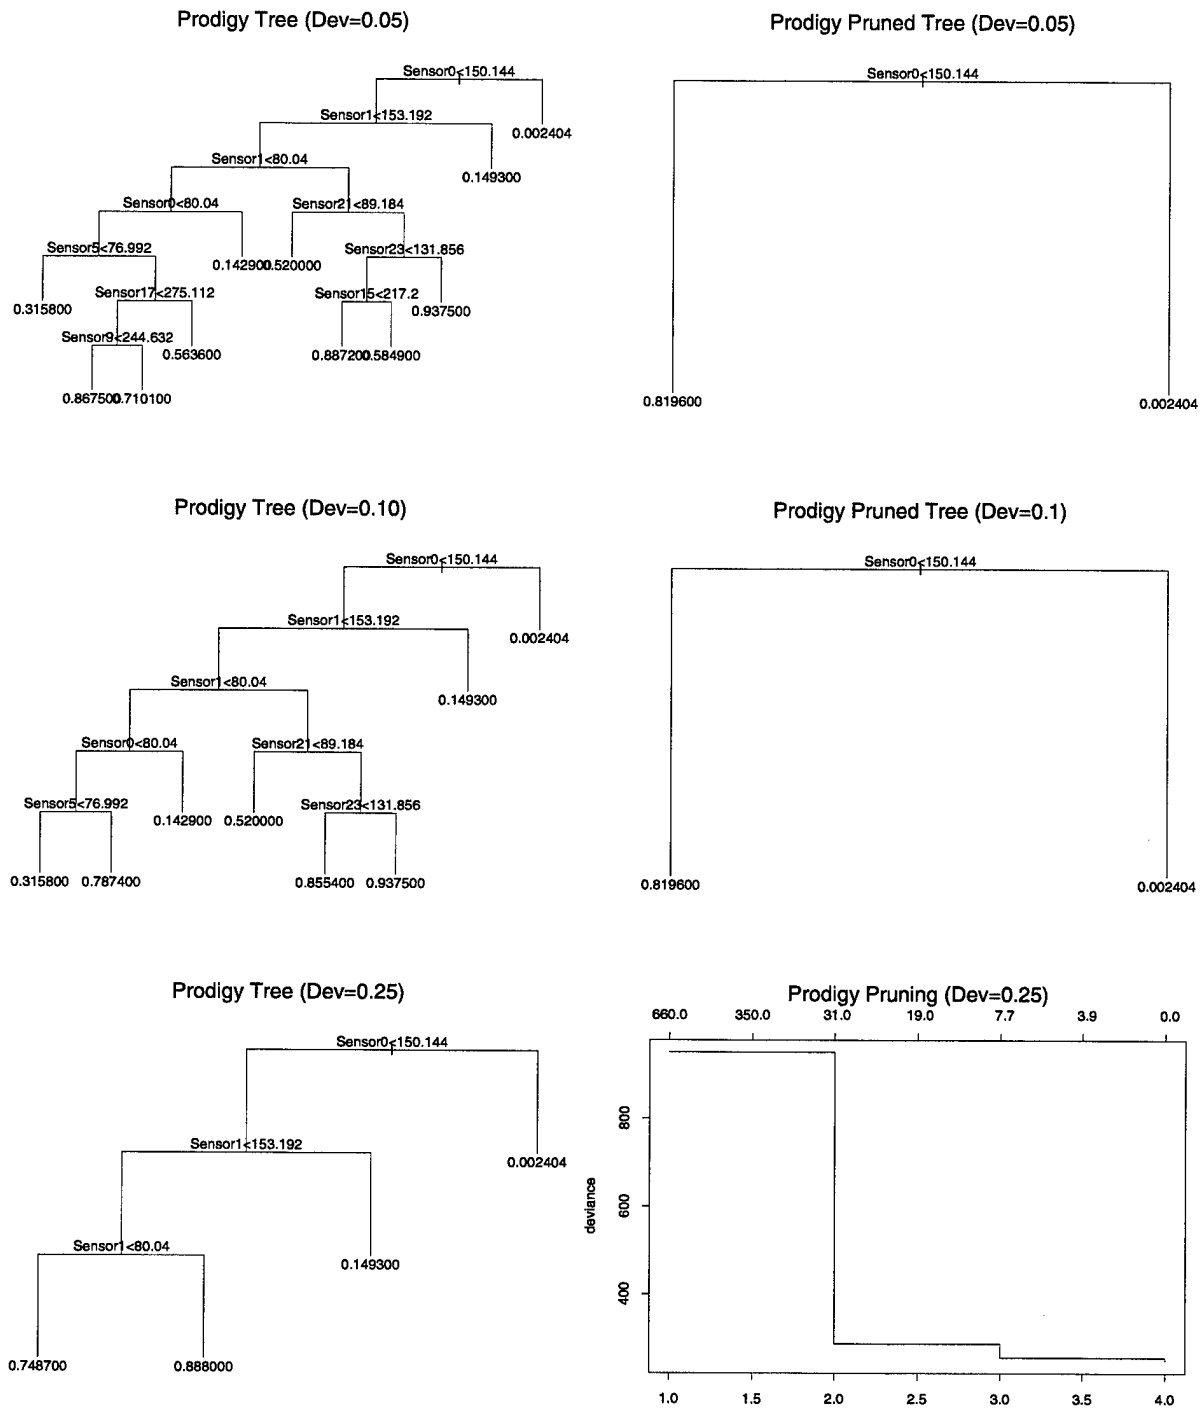 Prodigy Tree (Dev=0.05)
Sensor0<150.144
Sensor1<153.192
0.002404
Sensor1<80.04
0.149300
Sensor0<80.04
Sensor21<89.184
Sensor5<76.992
0.142900
0.520000
Sensor23<131.856
0.315800
Sensor17<275.112
Sensor15<217.2
0.937500
Sensor9<244.632
0.563600
0.887200
0.584900
0.867500
0.710100
Prodigy Pruned Tree (Dev=0.05)
Sensor0<150.144
0.819600
0.002404
Prodigy Tree (Dev=0.10)
Sensor0<150.144
Sensor1<153.192
0.002404
Sensor1<80.04
0.149300
Sensor0<80.04
Sensor21<89.184
Sensor5<76.992
0.142900
0.520000
Sensor23<131.856
0.315800
0.787400
0.855400
0.937500
Prodigy Pruned Tree (Dev=0.1)
Sensor0<150.144
0.819600
0.002404
Prodigy Tree (Dev=0.25)
Sensor0<150.144
Sensor1<153.192
0.002404
Sensor1<80.04
0.149300
0.748700
0.888000
Prodigy Pruning (Dev=0.25)
660.0 350.0 31.0 19.0 7.7 3.9 0.0
800
600
400
deviance
1.0 1.5 2.0 2.5 3.0 3.5 4.0